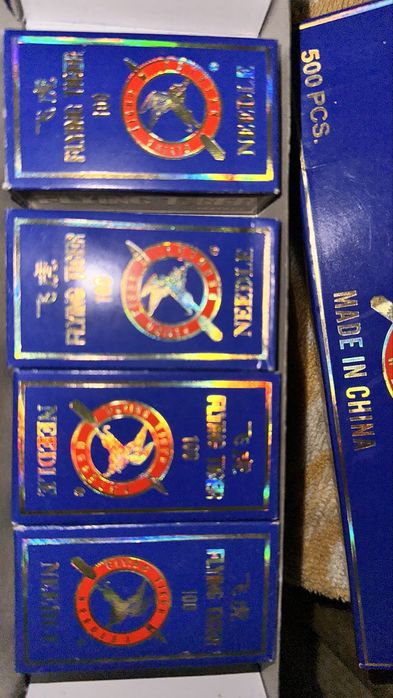 飞虎
FLYING TIGER
100
NEEDLE
飞虎
FLYING TIGER
100
NEEDLE
飞虎
FLYING TIGER
100
NEEDLE
飞虎
FLYING TIGER
100
NEEDLE
500 PCS.
MADE IN CHINA